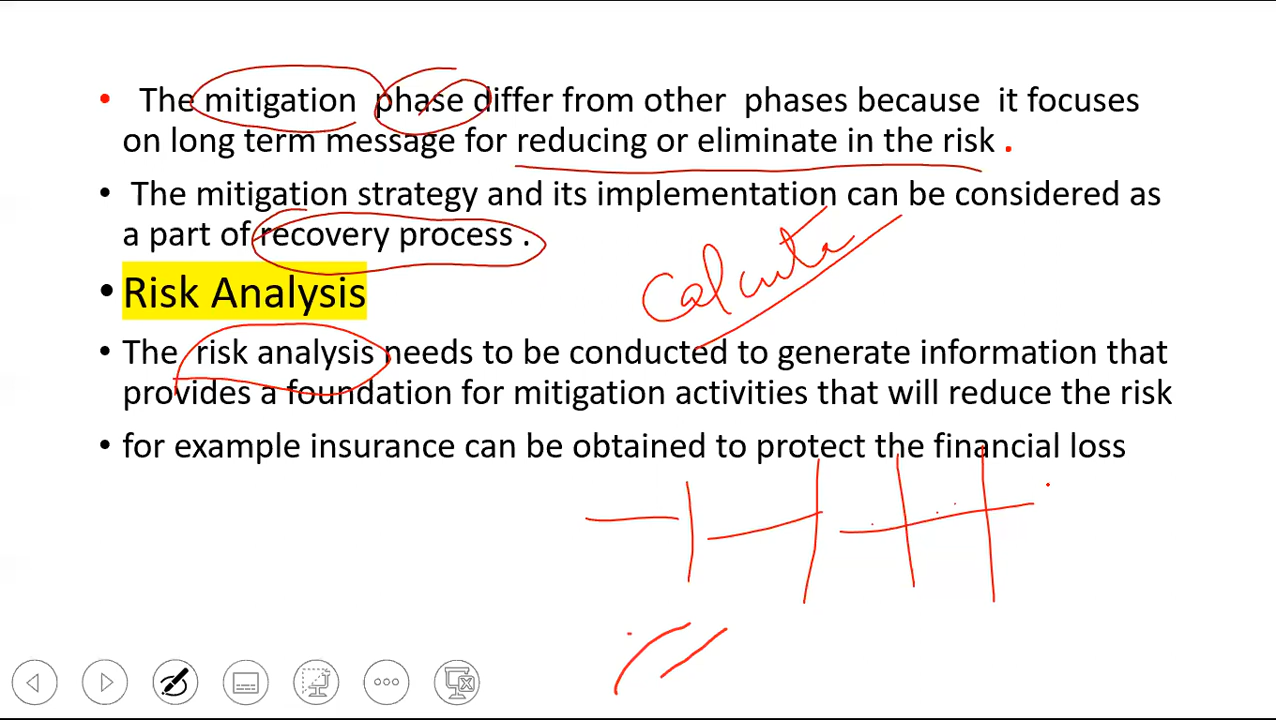 • The mitigation phase differ from other phases because it focuses
on long term message for reducing or eliminate in the risk .
• The mitigation strategy and its implementation can be considered as
a part of recovery process .
• Risk Analysis
Calcuta
• The risk analysis needs to be conducted to generate information that
provides a foundation for mitigation activities that will reduce the risk
• for example insurance can be obtained to protect the financial loss